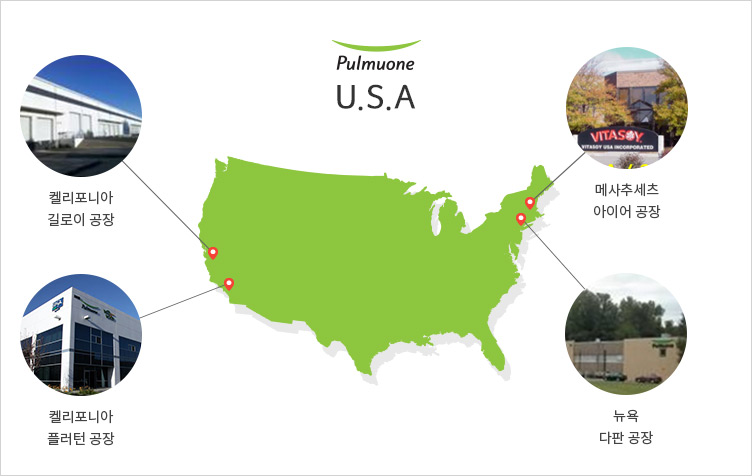 Pulmuone
U.S.A
켈리포니아
길로이 공장
VITASOY
VITASOY USA INCORPORATED
메사추세츠
아이어 공장
켈리포니아
플러턴 공장
Pulmuone
뉴욕
다판 공장